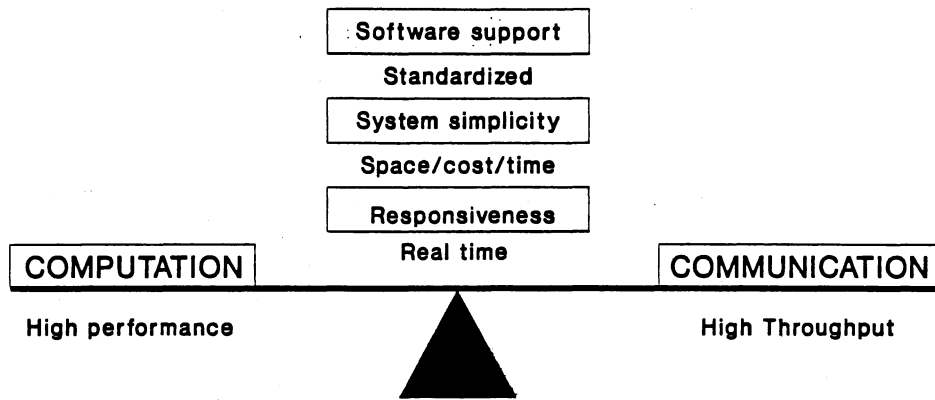 Software support
Standardized
System simplicity
Space/cost/time
Responsiveness
Real time
COMPUTATION
COMMUNICATION
High performance
High Throughput